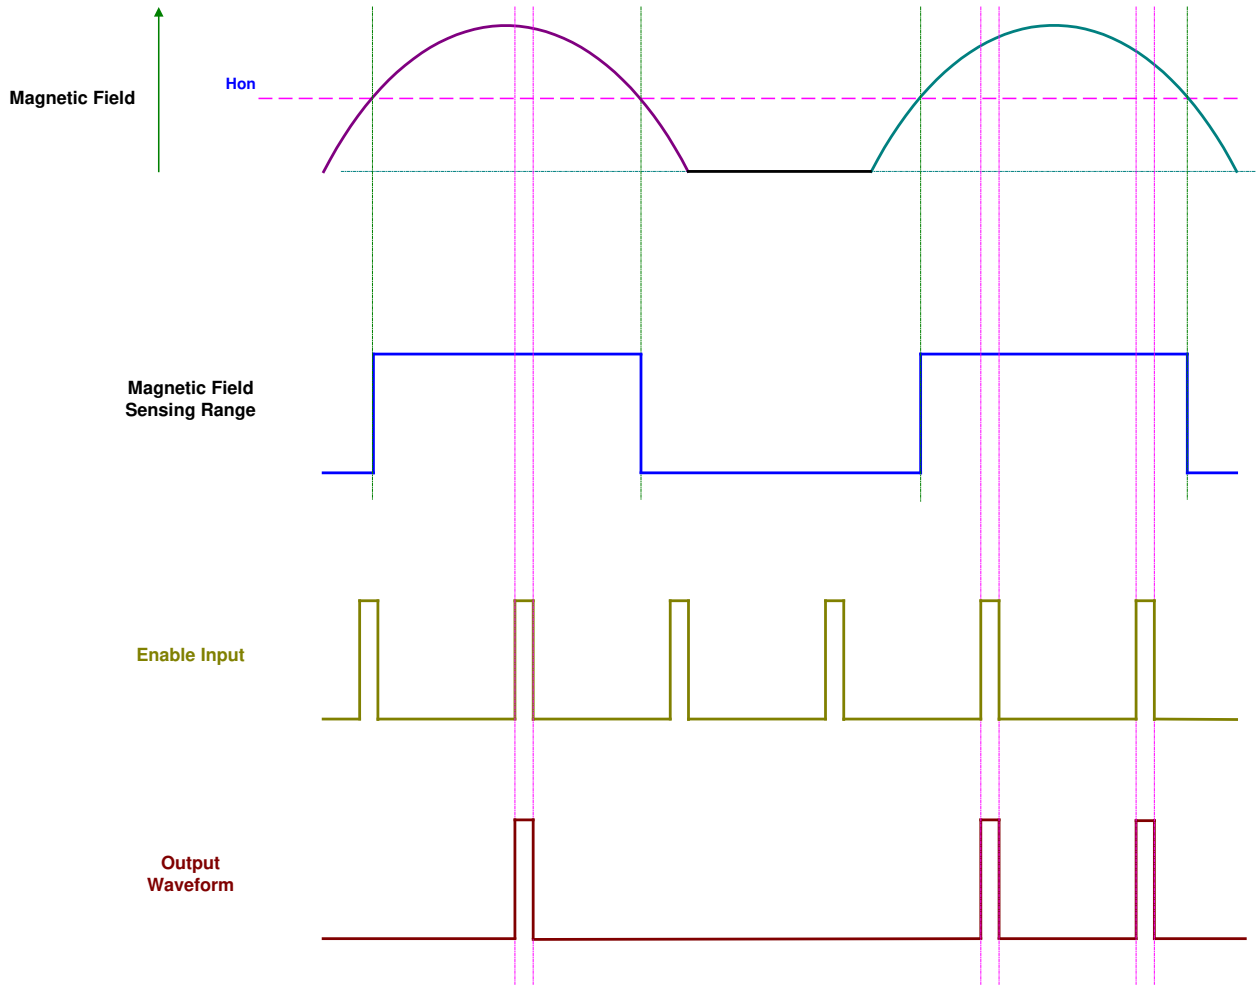 Hon
Magnetic Field
Magnetic Field
Sensing Range
Enable Input
Output
Waveform